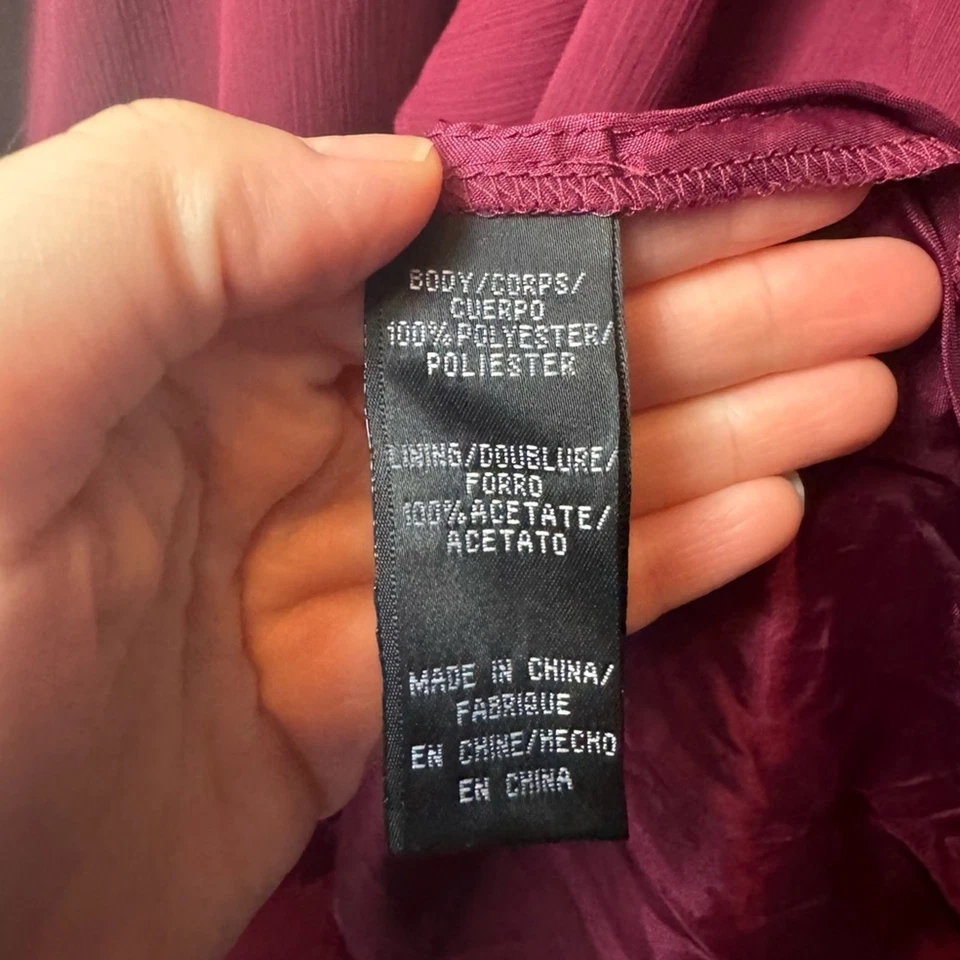 BODY/CORPS/
CUERPO
100%POLYESTER/
POLIESTER
LINING/DOUBLURE/
FORRO
100%ACETATE/
ACETATO
MADE IN CHINA/
FABRIQUE
EN CHINE/HECHO
EN CHINA